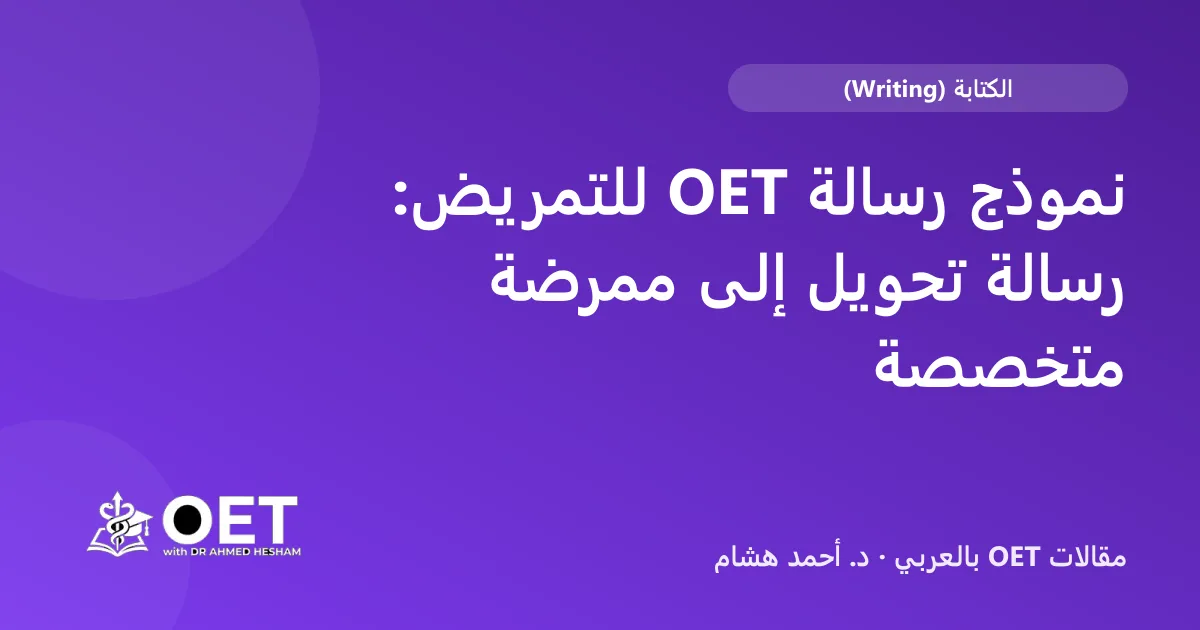 الكتابة (Writing)
نموذج رسالة OET للتمريض:
رسالة تحويل إلى ممرضة
متخصصة
OET
with DR AHMED HESHAM
مقالات OET بالعربي · د. أحمد هشام